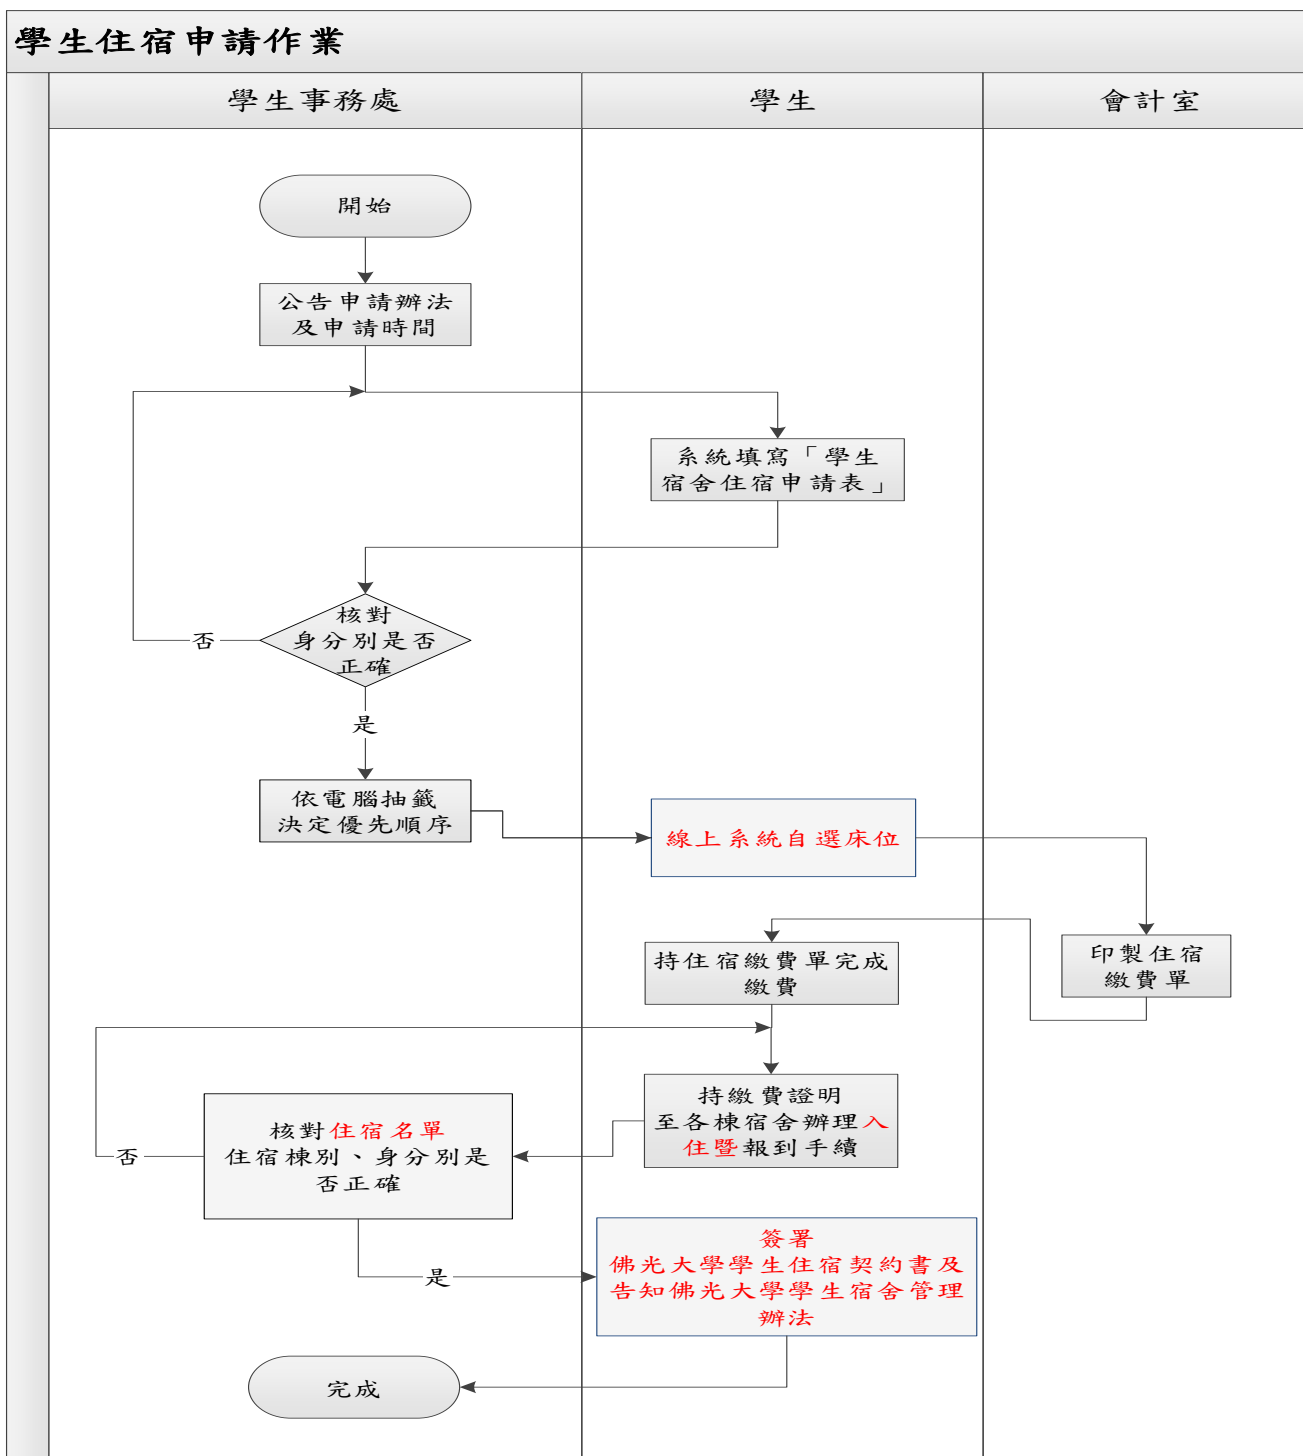 學生住宿申請作業
學生事務處
學生
會計室
開始
公告申請辦法
及申請時間
系統填寫「學生
宿舍住宿申請表」
核對
身分別是否
正確
否
是
依電腦抽籤
決定優先順序
線上系統自選床位
印製住宿
繳費單
持住宿繳費單完成
繳費
持繳費證明
至各棟宿舍辦理入
住暨報到手續
核對住宿名單
住宿棟別、身分別是
否正確
否
是
簽署
佛光大學學生住宿契約書及
告知佛光大學學生宿舍管理
辦法
完成